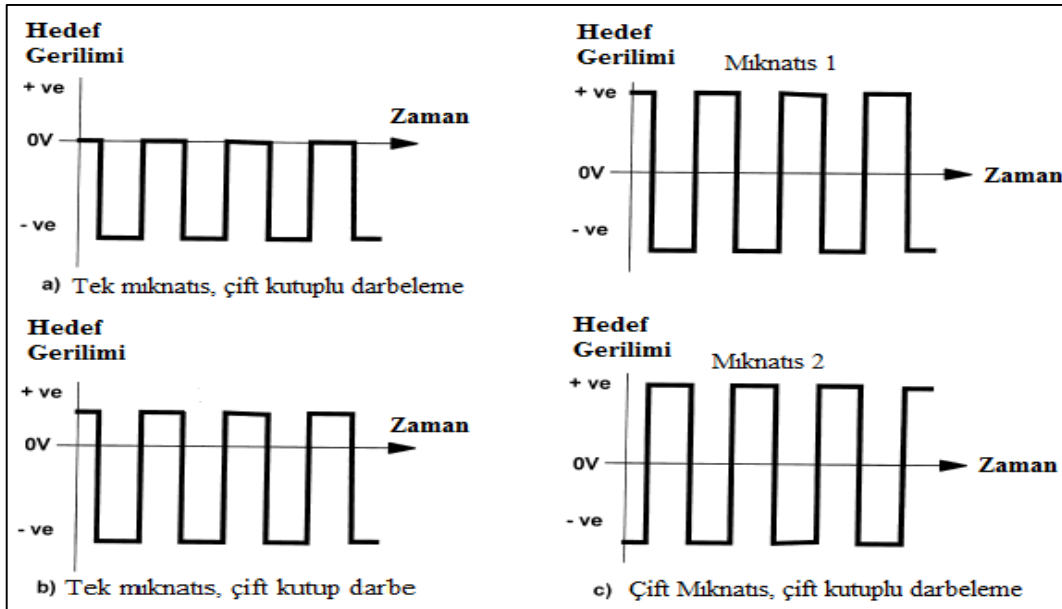 Hedef
Gerilimi
+ ve
Zaman
0V
- ve
a) Tek mıknatıs, çift kutuplu darbeleme
Hedef
Gerilimi
+ ve
Zaman
0V
- ve
b) Tek mıknatıs, çift kutup darbe
Hedef
Gerilimi
Mıknatıs 1
+ ve
0V
Zaman
- ve
Hedef
Gerilimi
Mıknatıs 2
+ ve
0V
Zaman
- ve
c) Çift Mıknatıs, çift kutuplu darbeleme